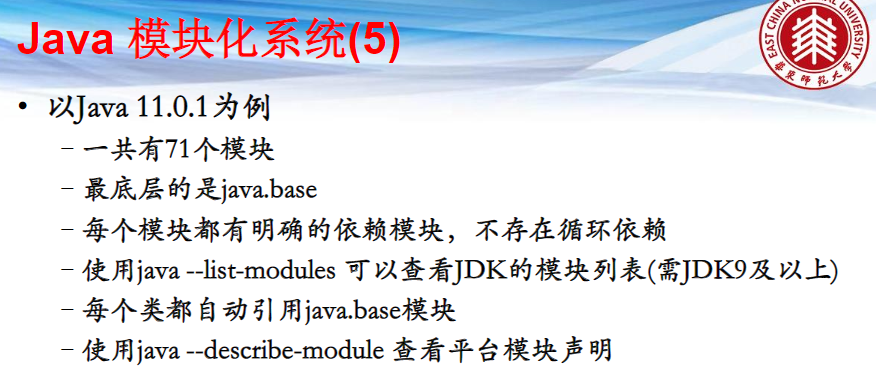 Java 模块化系统(5)
EAST CHINA NORMAL UNIVERSITY
华东师范大学
• 以Java 11.0.1为例
– 一共有71个模块
– 最底层的是java.base
– 每个模块都有明确的依赖模块，不存在循环依赖
– 使用java --list-modules 可以查看JDK的模块列表(需JDK9及以上)
– 每个类都自动引用java.base模块
– 使用java --describe-module 查看平台模块声明